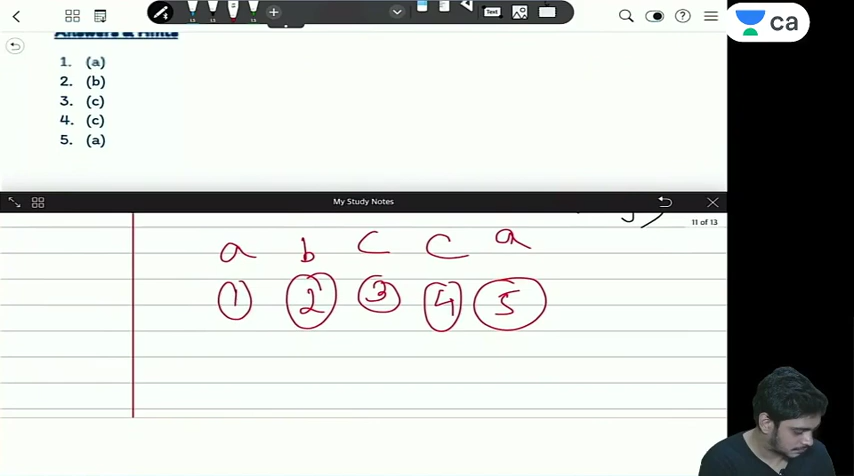 Text
ca
Answers & Hints
1. (a)
2. (b)
3. (c)
4. (c)
5. (a)
My Study Notes
11 of 13
a b c c a
1 2 3 4 5